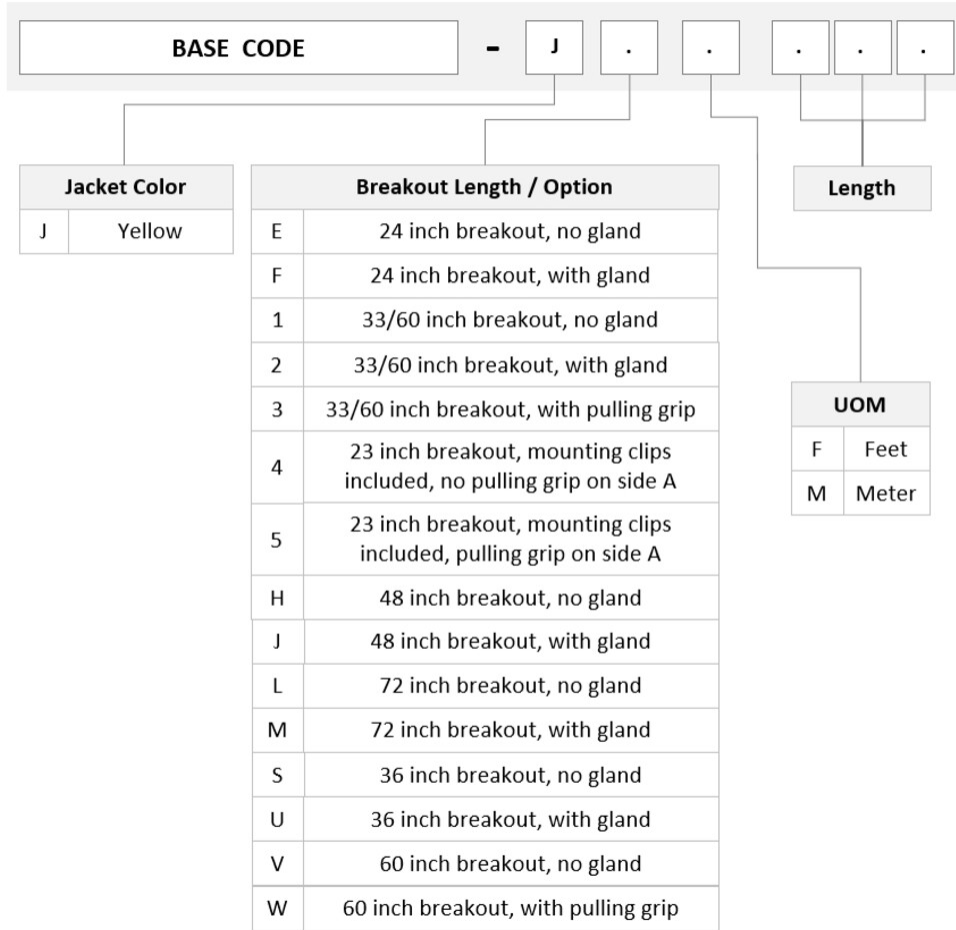 BASE CODE - J . . . . .
Jacket Color
J Yellow
Breakout Length / Option
E 24 inch breakout, no gland
F 24 inch breakout, with gland
1 33/60 inch breakout, no gland
2 33/60 inch breakout, with gland
3 33/60 inch breakout, with pulling grip
4 23 inch breakout, mounting clips
included, no pulling grip on side A
5 23 inch breakout, mounting clips
included, pulling grip on side A
H 48 inch breakout, no gland
J 48 inch breakout, with gland
L 72 inch breakout, no gland
M 72 inch breakout, with gland
S 36 inch breakout, no gland
U 36 inch breakout, with gland
V 60 inch breakout, no gland
W 60 inch breakout, with pulling grip
Length
UOM
F Feet
M Meter